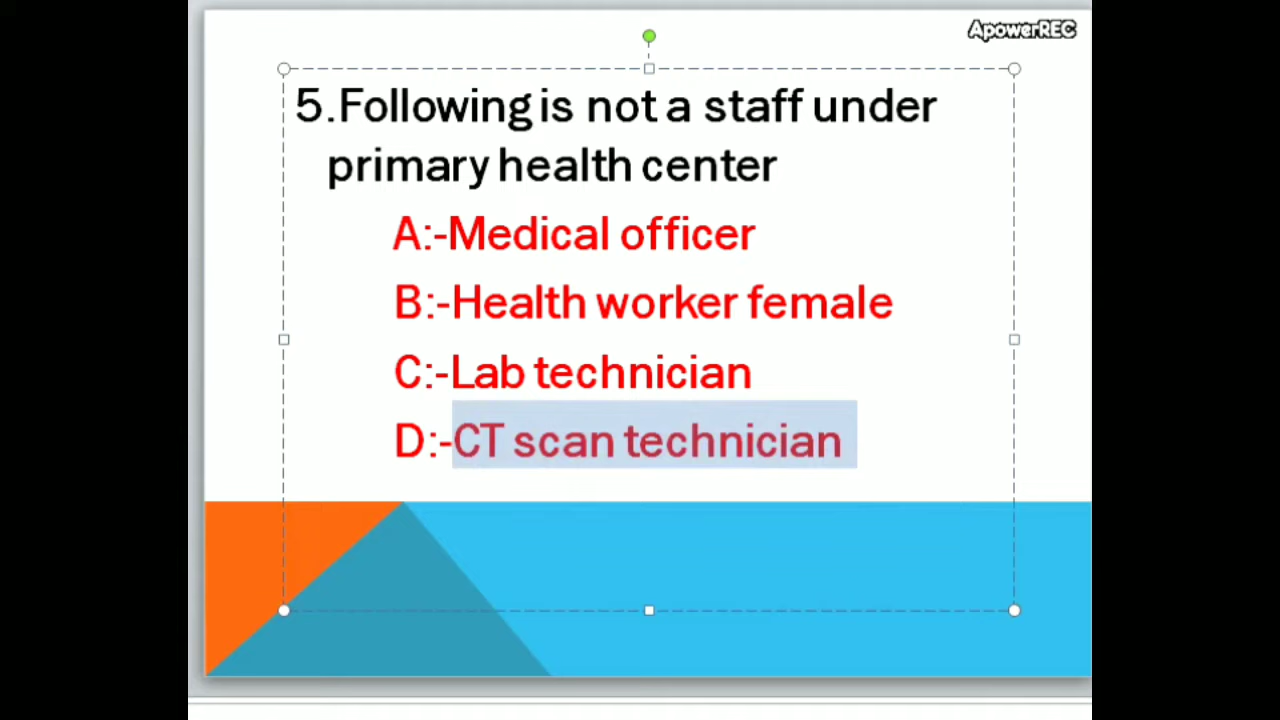 ApowerREC
5.Following is not a staff under
primary health center
A:-Medical officer
B:-Health worker female
C:-Lab technician
D:-CT scan technician